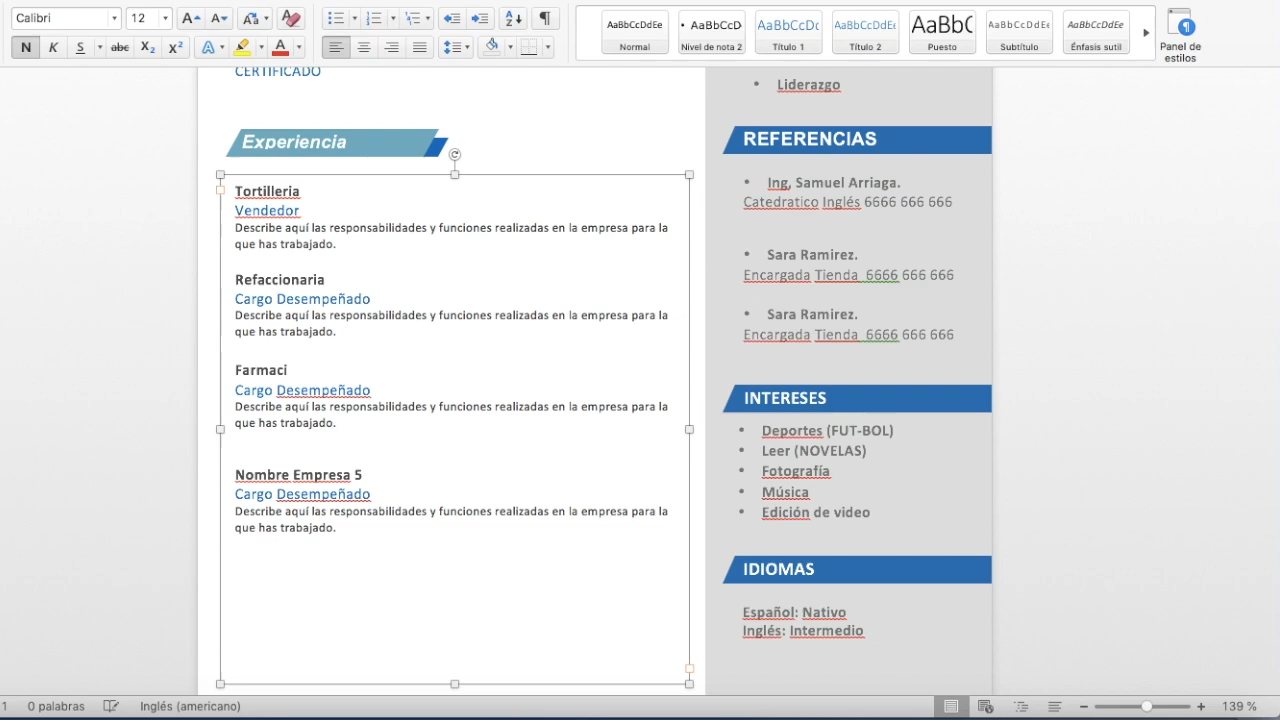 Calibri
12
A A Aa A
N K S abc X₂ X² A A
AaBbCcDdEe
Normal
• AaBbCcD
Nivel de nota 2
AaBbCcDc
Título 1
AaBbCcDdEe
Título 2
AaBbC
Puesto
AaBbCcDdEe
Subtítulo
AaBbCcDdEe
Énfasis sutil
Panel de
estilos
CERTIFICADO
Experiencia
Tortilleria
Vendedor
Describe aquí las responsabilidades y funciones realizadas en la empresa para la
que has trabajado.
Refaccionaria
Cargo Desempeñado
Describe aquí las responsabilidades y funciones realizadas en la empresa para la
que has trabajado.
Farmaci
Cargo Desempeñado
Describe aquí las responsabilidades y funciones realizadas en la empresa para la
que has trabajado.
Nombre Empresa 5
Cargo Desempeñado
Describe aquí las responsabilidades y funciones realizadas en la empresa para la
que has trabajado.
• Liderazgo
REFERENCIAS
• Ing, Samuel Arriaga.
Catedratico Inglés 6666 666 666
• Sara Ramirez.
Encargada Tienda 6666 666 666
• Sara Ramirez.
Encargada Tienda 6666 666 666
INTERESES
• Deportes (FUT-BOL)
• Leer (NOVELAS)
• Fotografía
• Música
• Edición de video
IDIOMAS
Español: Nativo
Inglés: Intermedio
1 0 palabras Inglés (americano) 139 %